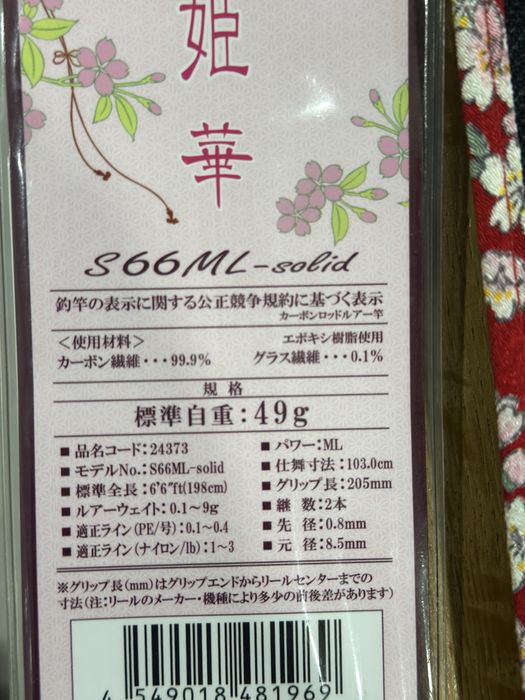 姫
華
S66ML-solid
釣竿の表示に関する公正競争規約に基づく表示
カーボンロッドルアー竿
<使用材料> エポキシ樹脂使用
カーボン繊維・・・99.9% グラス繊維・・・0.1%
規格
標準自重：49g
■ 品名コード：24373
■ モデルNo.：S66ML-solid
■ 標準全長：6'6"ft(198cm)
■ ルアーウェイト：0.1～9g
■ 適正ライン(PE/号)：0.1～0.4
■ 適正ライン(ナイロン/lb)：1～3
■ パワー：ML
■ 仕舞寸法：103.0cm
■ グリップ長：205mm
■ 継 数：2本
■ 先 径：0.8mm
■ 元 径：8.5mm
※グリップ長(mm)はグリップエンドからリールセンターまでの
寸法(注：リールのメーカー・機種により多少の前後差があります)
4 549018 481969